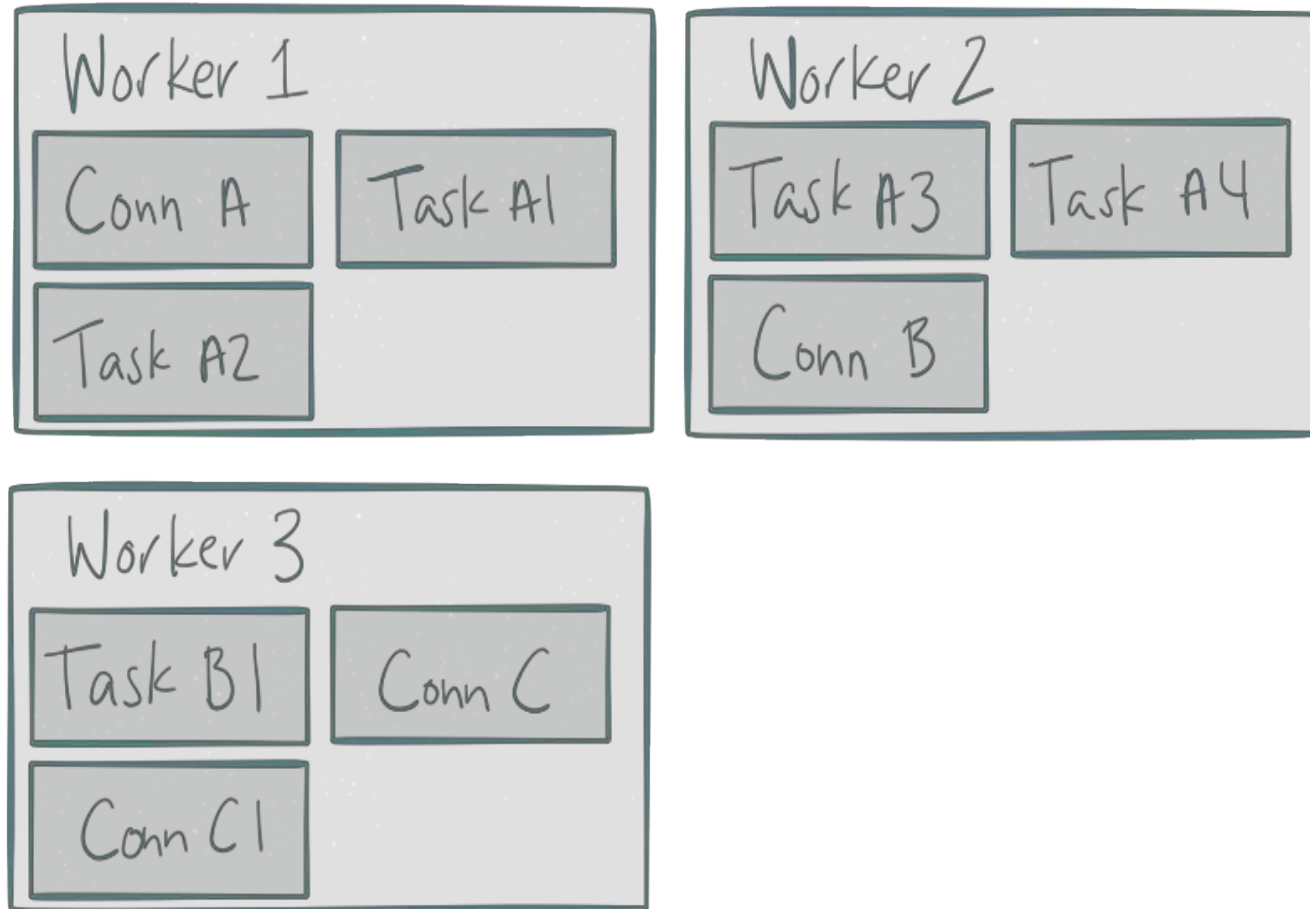 Worker 1
Conn A
Task A1
Task A2
Worker 2
Task A3
Task A4
Conn B
Worker 3
Task B1
Conn C
Conn C1